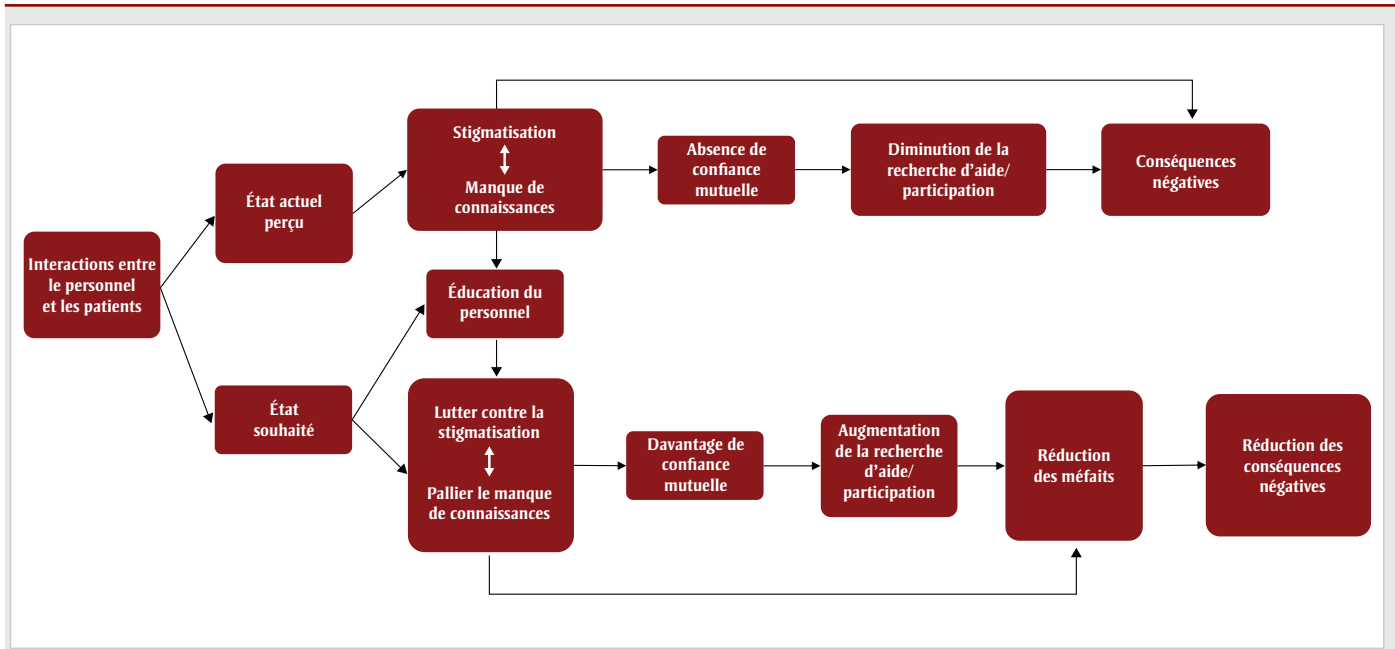 Interactions entre
le personnel
et les patients
État actuel
perçu
Stigmatisation
Manque de
connaissances
Absence de
confiance
mutuelle
Diminution de la
recherche d'aide/
participation
Conséquences
négatives
Éducation du
personnel
État
souhaité
Lutter contre la
stigmatisation
Pallier le manque
de connaissances
Davantage de
confiance
mutuelle
Augmentation
de la recherche
d'aide/
participation
Réduction
des méfaits
Réduction des
conséquences
négatives